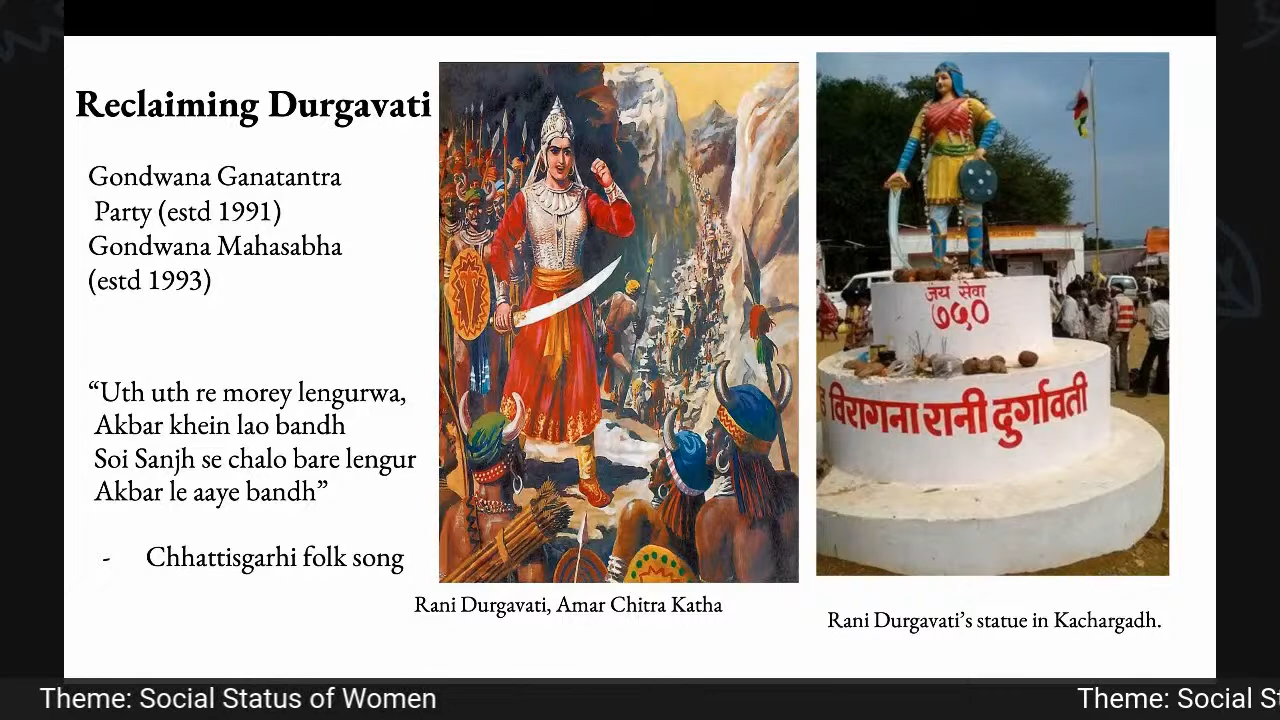 Reclaiming Durgavati
Gondwana Ganatantra
Party (estd 1991)
Gondwana Mahasabha
(estd 1993)
“Uth uth re morey lengurwa,
Akbar khein lao bandh
Soi Sanjh se chalo bare lengur
Akbar le aaye bandh”
- Chhattisgarhi folk song
Rani Durgavati, Amar Chitra Katha
जय सेवा
७५०
विरागना रानी दुर्गावती
Rani Durgavati’s statue in Kachargadh.
Theme: Social Status of Women
Theme: Social S